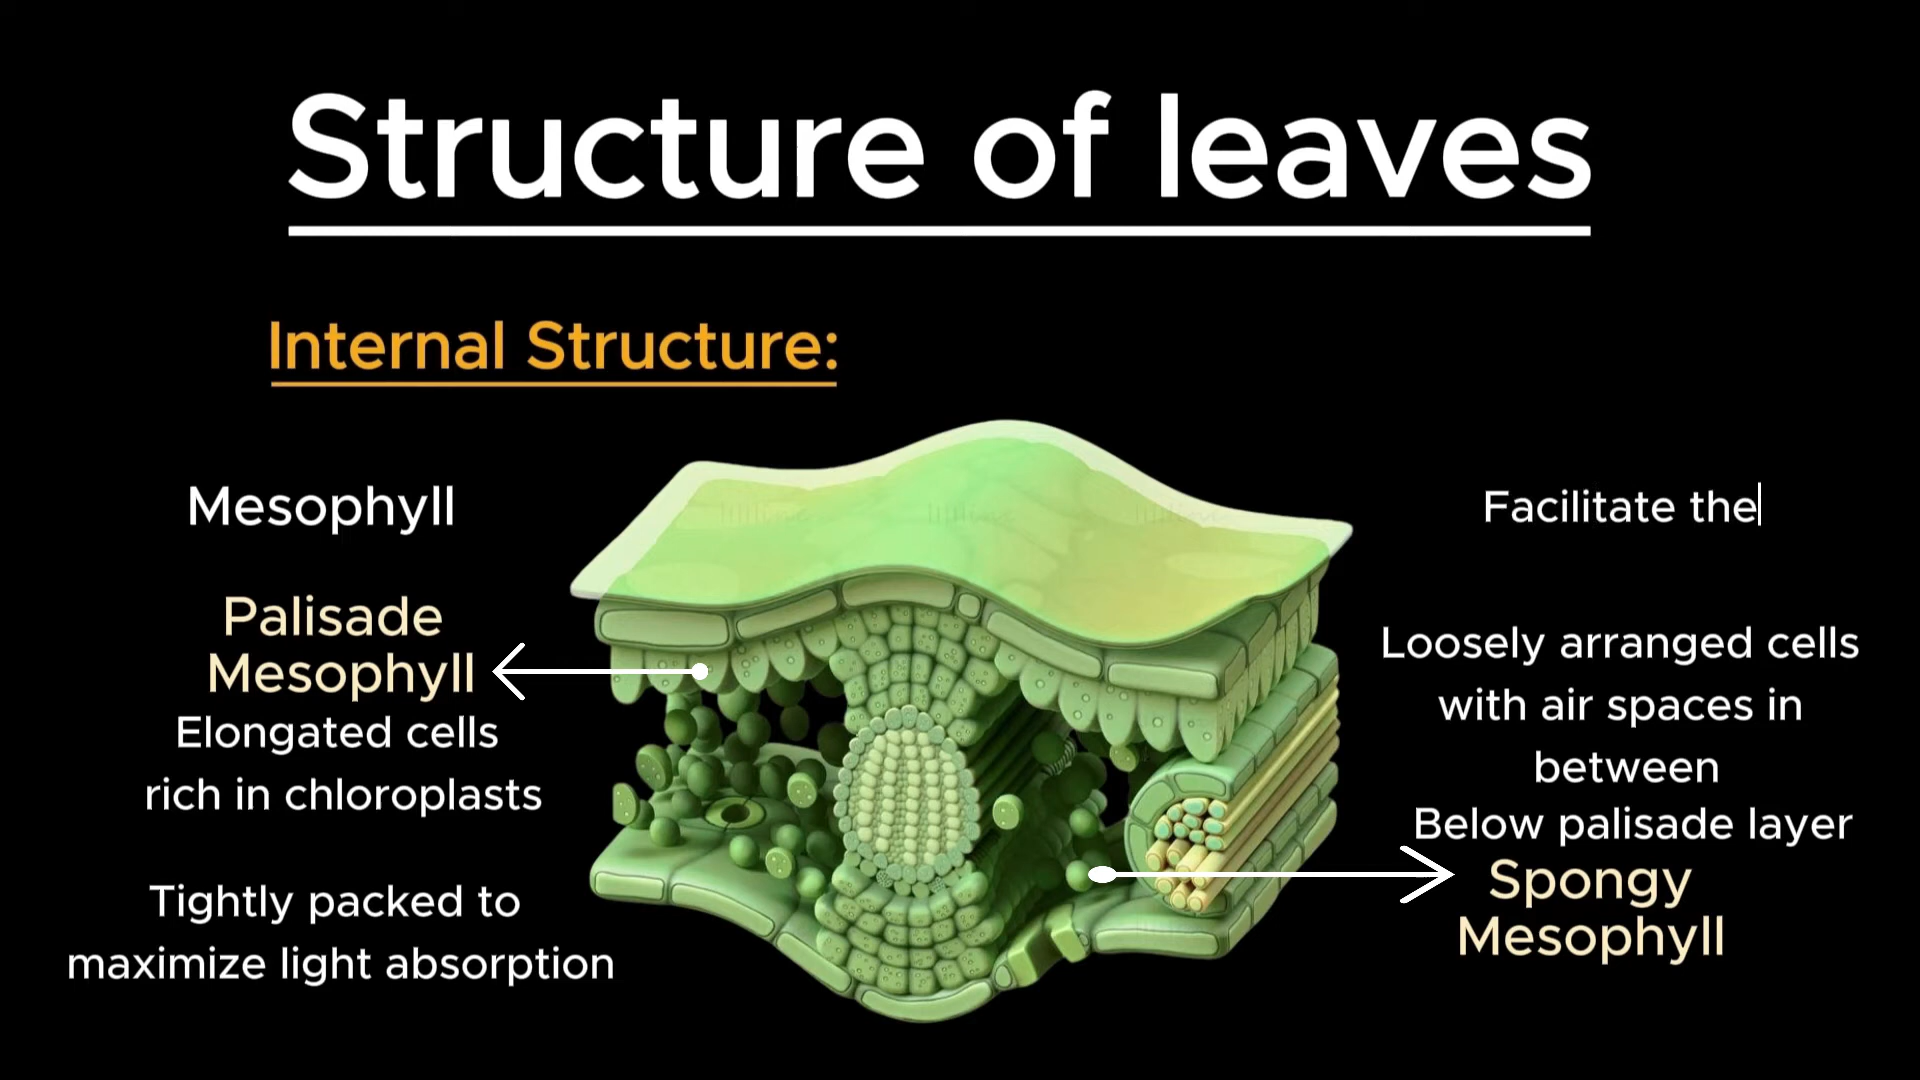 Structure of leaves
Internal Structure:
Mesophyll
Palisade
Mesophyll
Elongated cells
rich in chloroplasts
Tightly packed to
maximize light absorption
Facilitate the
Loosely arranged cells
with air spaces in
between
Below palisade layer
Spongy
Mesophyll